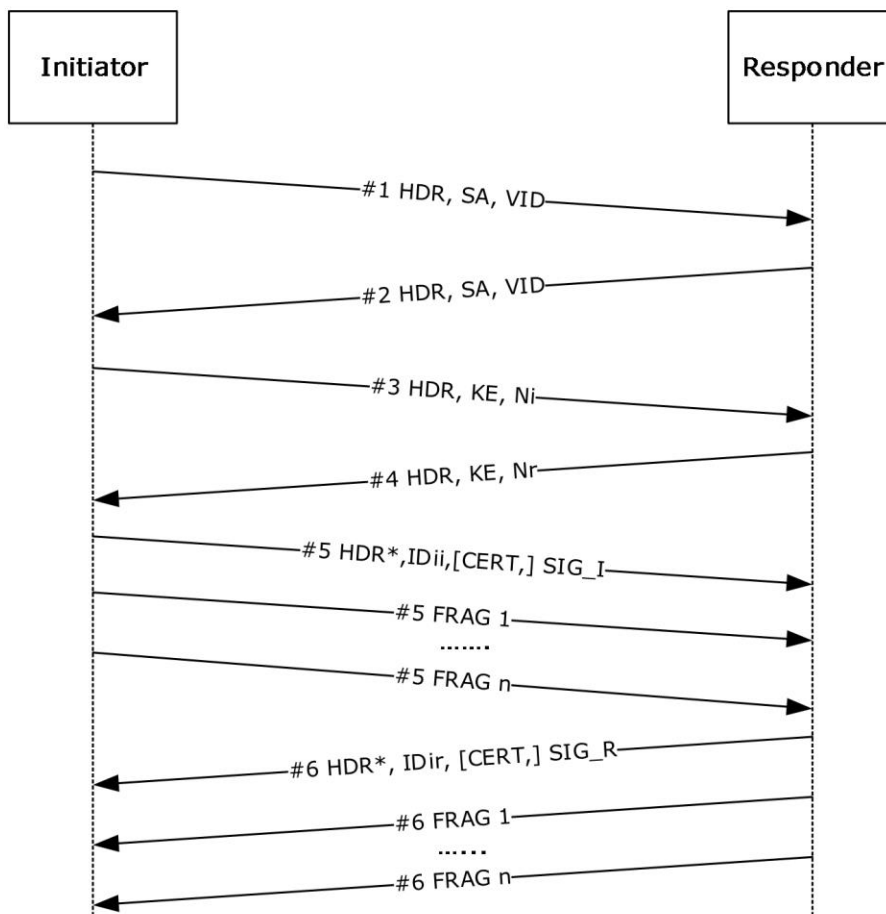 Initiator
Responder
#1 HDR, SA, VID
#2 HDR, SA, VID
#3 HDR, KE, Ni
#4 HDR, KE, Nr
#5 HDR*,IDii,[CERT,] SIG_I
#5 FRAG 1
.......
#5 FRAG n
#6 HDR*, IDir, [CERT,] SIG_R
#6 FRAG 1
......
#6 FRAG n